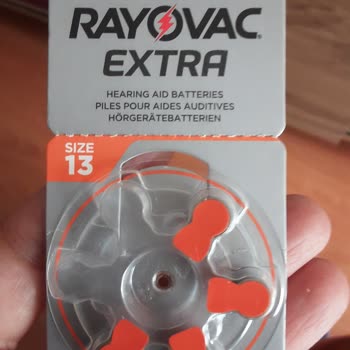 RAYOVAC
EXTRA
HEARING AID BATTERIES
PILES POUR AIDES AUDITIVES
HÖRGERÄTEBATTERIEN
SIZE
13